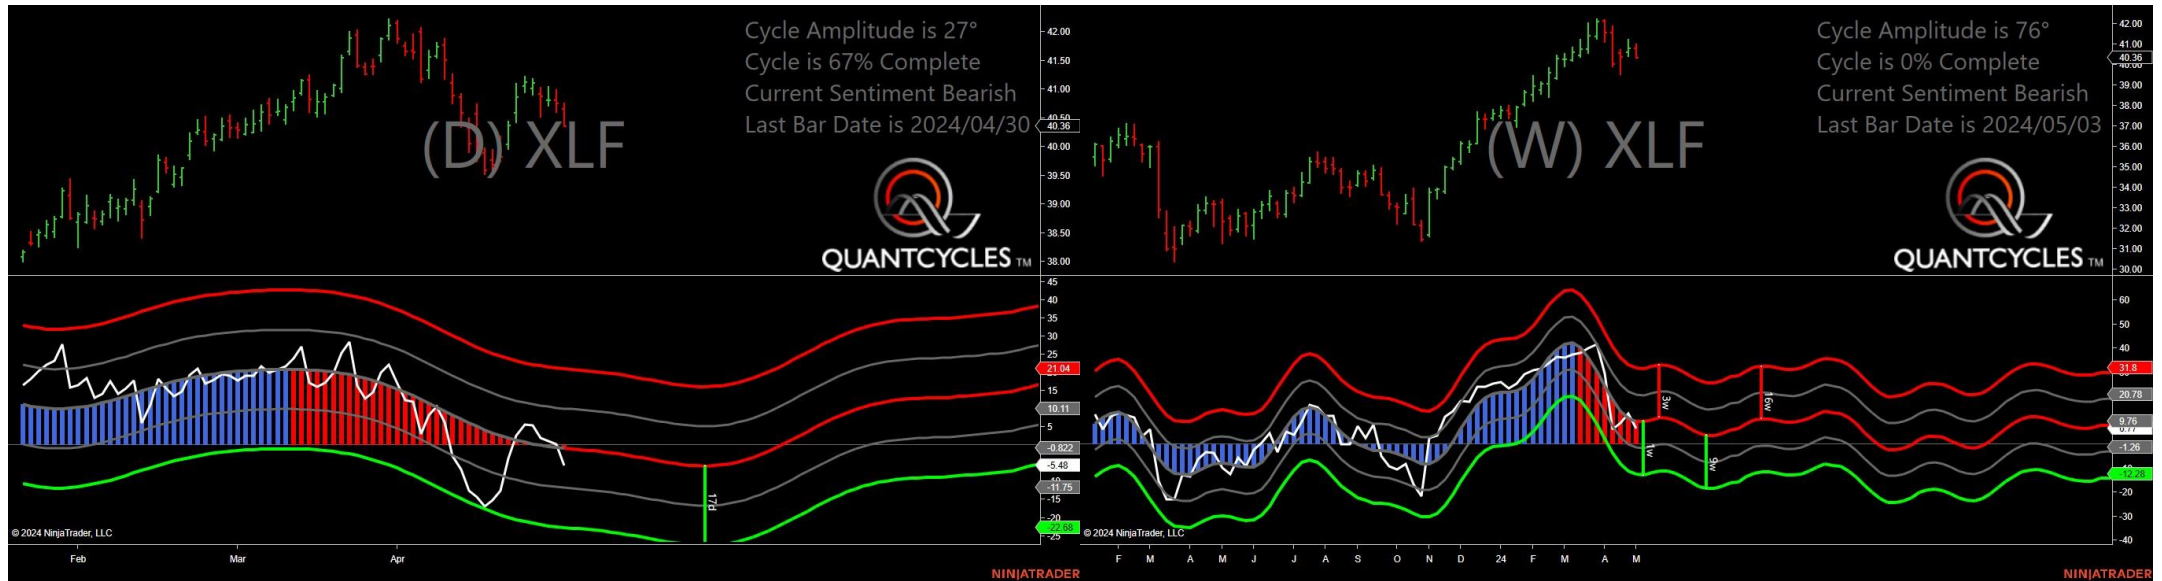 Cycle Amplitude is 27°
Cycle is 67% Complete
Current Sentiment Bearish
Last Bar Date is 2024/04/30
(D) XLF
QUANTCYCLES TM
42.00
41.50
41.00
40.50
40.36
40.00
39.50
39.00
38.50
38.00
45
40
35
30
25
21.04
15
10.11
5
-0.822
-5.48
-11.75
-15
-20
-22.68
-25
17d
© 2024 NinjaTrader, LLC
Feb Mar Apr
NINJATRADER
Cycle Amplitude is 76°
Cycle is 0% Complete
Current Sentiment Bearish
Last Bar Date is 2024/05/03
(W) XLF
QUANTCYCLES TM
42.00
41.00
40.36
40.00
39.00
38.00
37.00
36.00
35.00
34.00
33.00
32.00
31.00
30.00
60
50
40
31.8
20.78
9.76
-1.26
-12.28
-20
-30
-40
3w
16w
1w
9w
© 2024 NinjaTrader, LLC
F M A M J J A S O N D 24 F M A M
NINJATRADER